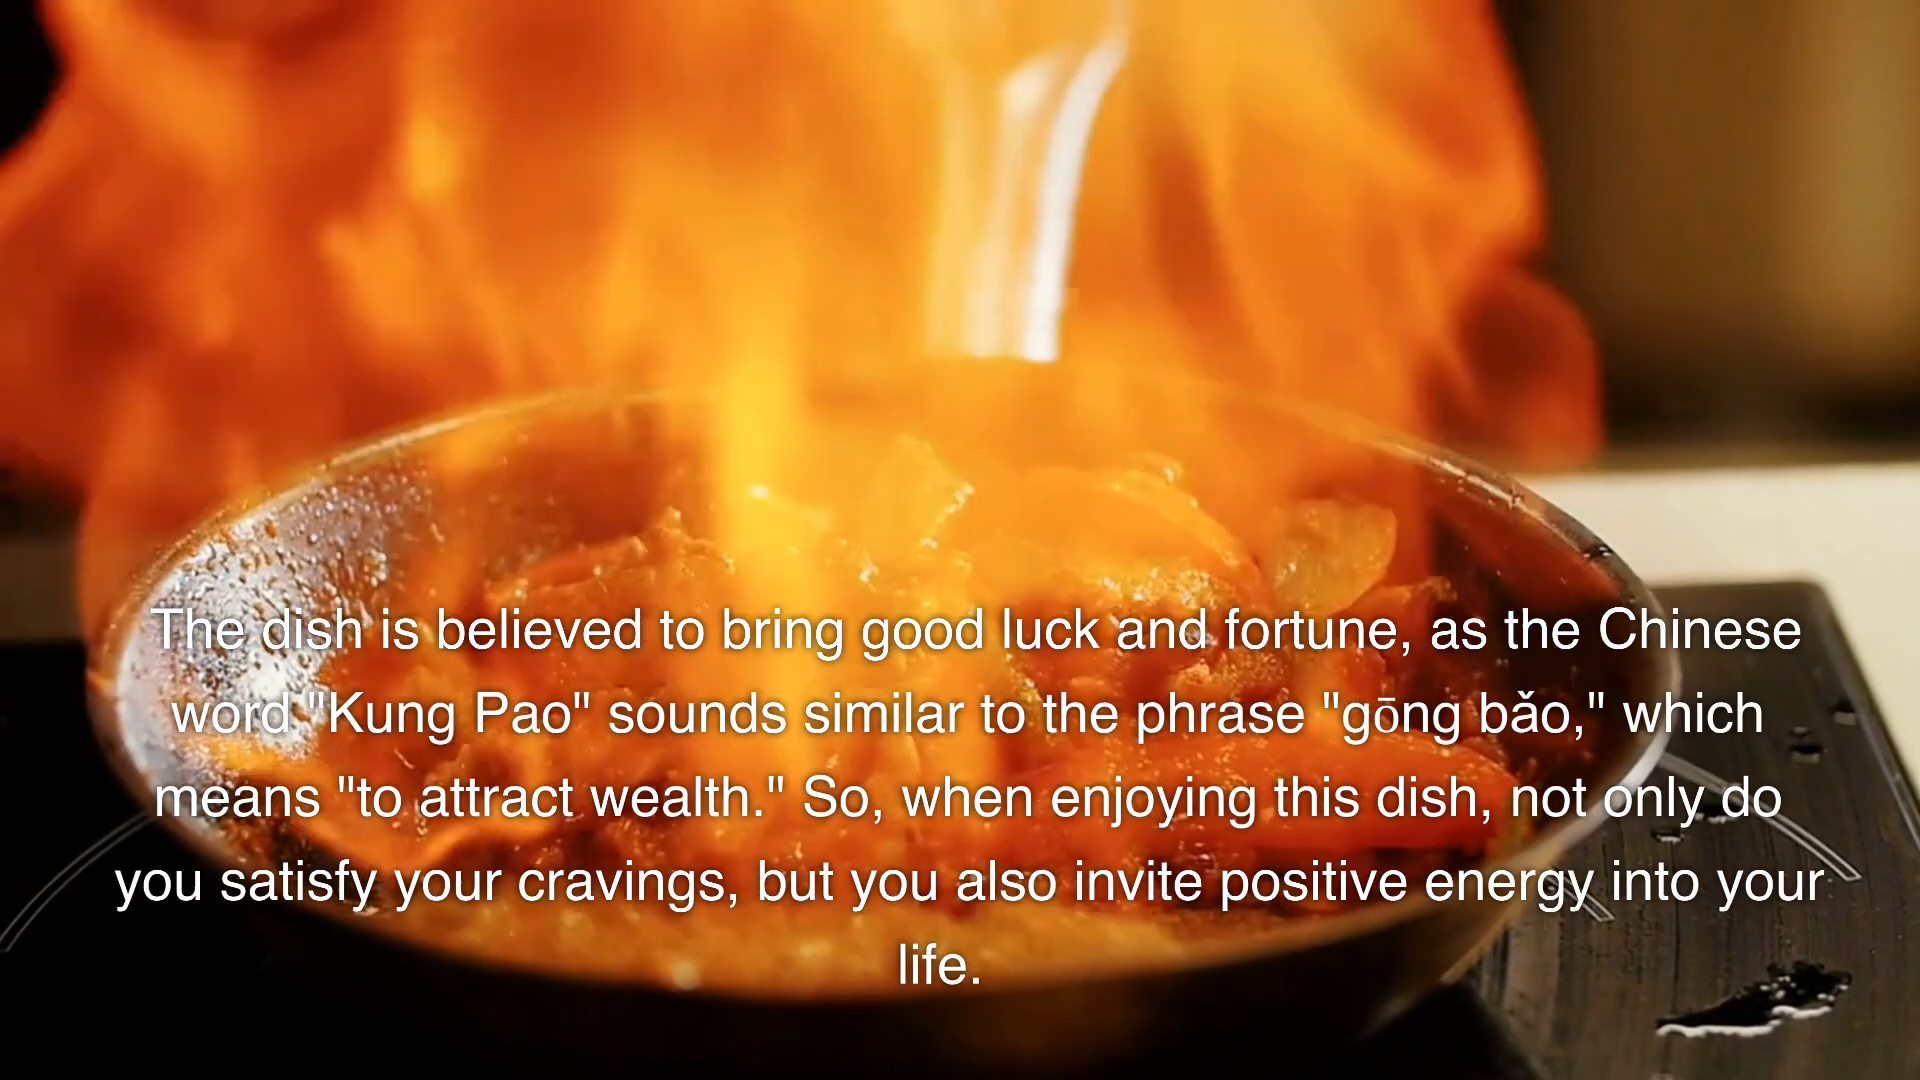 The dish is believed to bring good luck and fortune, as the Chinese
word "Kung Pao" sounds similar to the phrase "gōng bǎo," which
means "to attract wealth." So, when enjoying this dish, not only do
you satisfy your cravings, but you also invite positive energy into your
life.